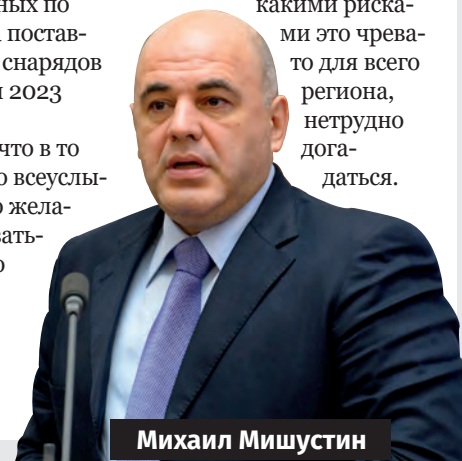 ных по
постав-
снарядов
2023
что в то
всеуслы-
жела-
вать-
какими риска-
ми это чрева-
то для всего
региона,
нетрудно
дога-
даться.
Михаил Мишустин